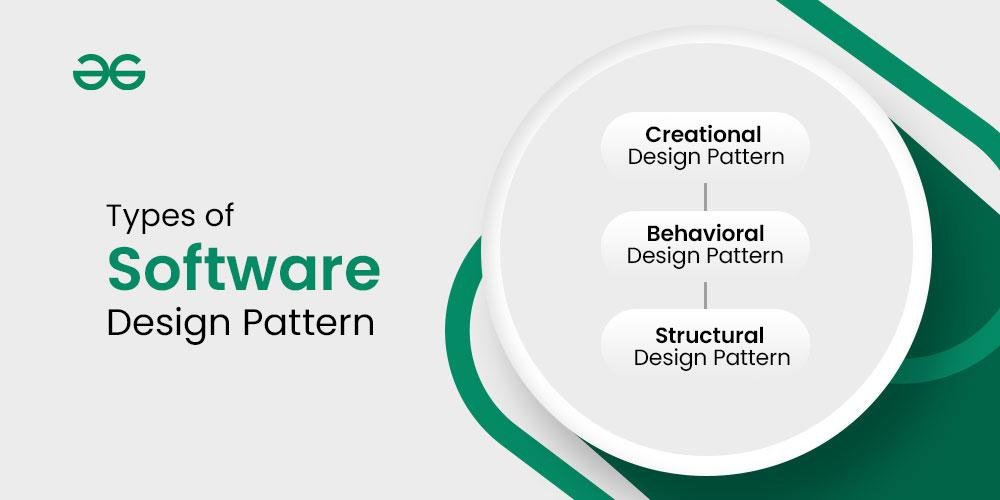 Types of
Software
Design Pattern
Creational
Design Pattern
Behavioral
Design Pattern
Structural
Design Pattern